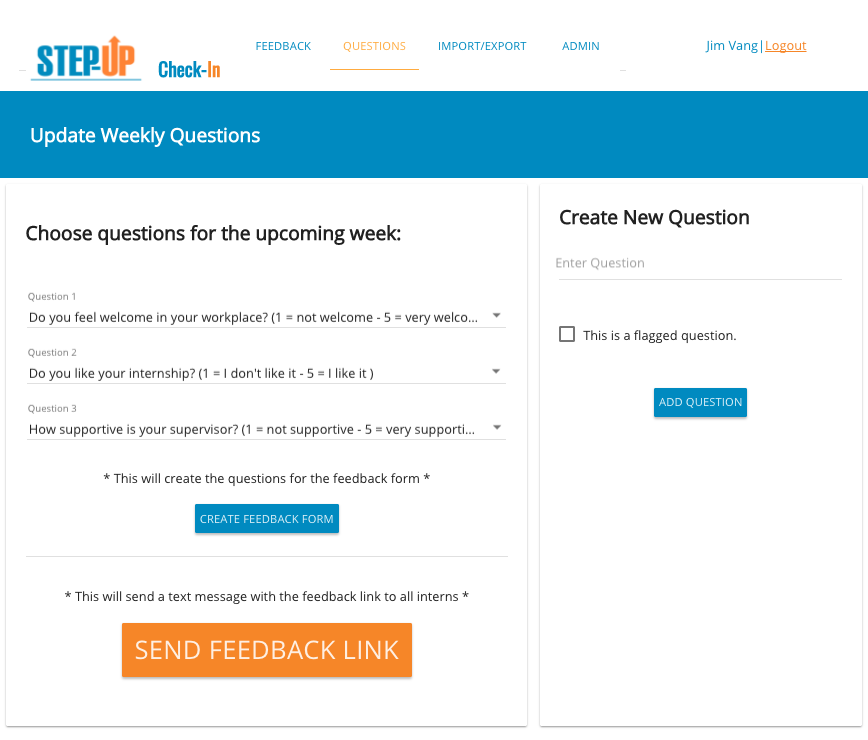 STEP-UP Check-In
FEEDBACK QUESTIONS IMPORT/EXPORT ADMIN
Jim Vang|Logout
Update Weekly Questions
Choose questions for the upcoming week:
Question 1
Do you feel welcome in your workplace? (1 = not welcome - 5 = very welco...
Question 2
Do you like your internship? (1 = I don't like it - 5 = I like it )
Question 3
How supportive is your supervisor? (1 = not supportive - 5 = very supporti...
* This will create the questions for the feedback form *
CREATE FEEDBACK FORM
* This will send a text message with the feedback link to all interns *
SEND FEEDBACK LINK
Create New Question
Enter Question
This is a flagged question.
ADD QUESTION